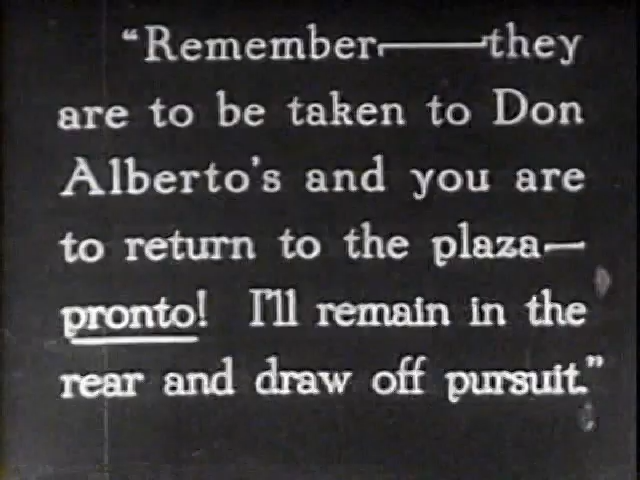 “Remember——they
are to be taken to Don
Alberto's and you are
to return to the plaza—
pronto! I'll remain in the
rear and draw off pursuit.”